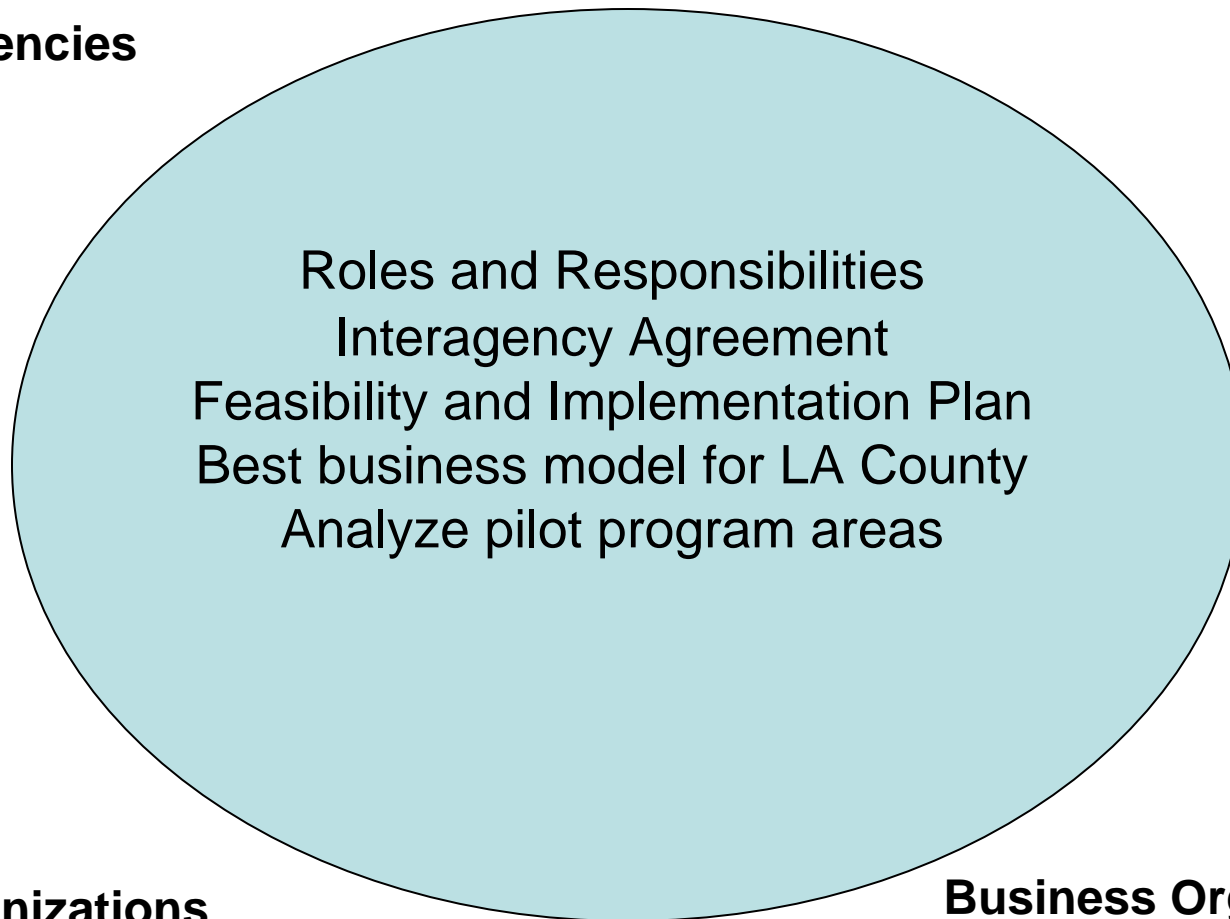 encies
Roles and Responsibilities
Interagency Agreement
Feasibility and Implementation Plan
Best business model for LA County
Analyze pilot program areas
nizations
Business Org